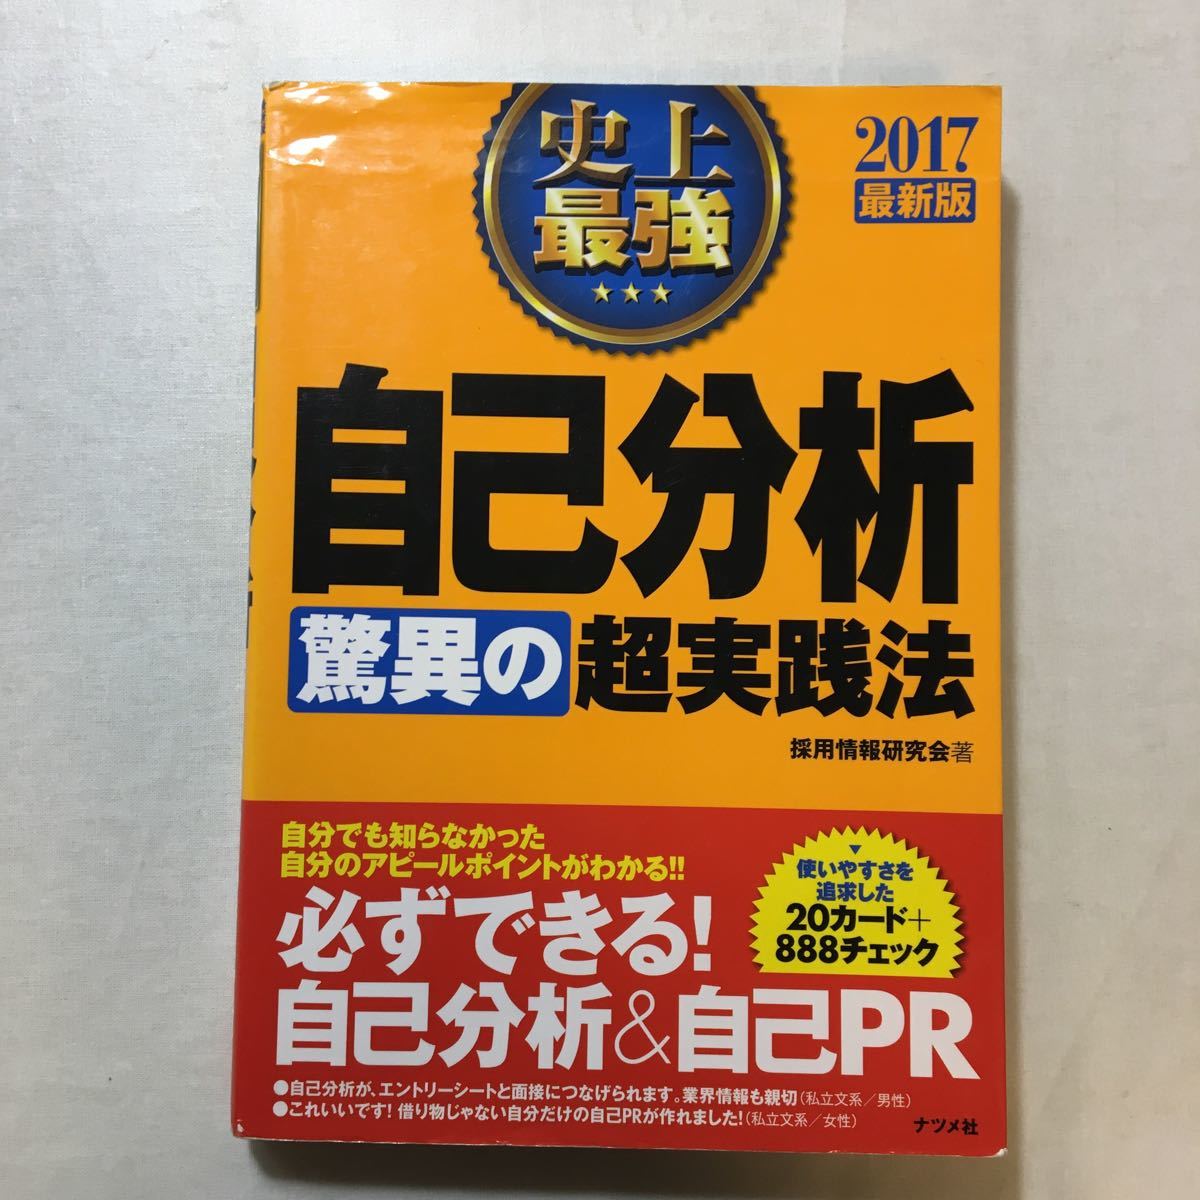 史上
最強
2017
最新版
自己分析
驚異の超実践法
採用情報研究会著
自分でも知らなかった
自分のアピールポイントがわかる!!
必ずできる!
自己分析&自己PR
使いやすさを
追求した
20カード+
888チェック
●自己分析が、エントリーシートと面接につなげられます。業界情報も親切(私立文系/男性)
●これいいです!借り物じゃない自分だけの自己PRが作れました!(私立文系/女性)
ナツメ社